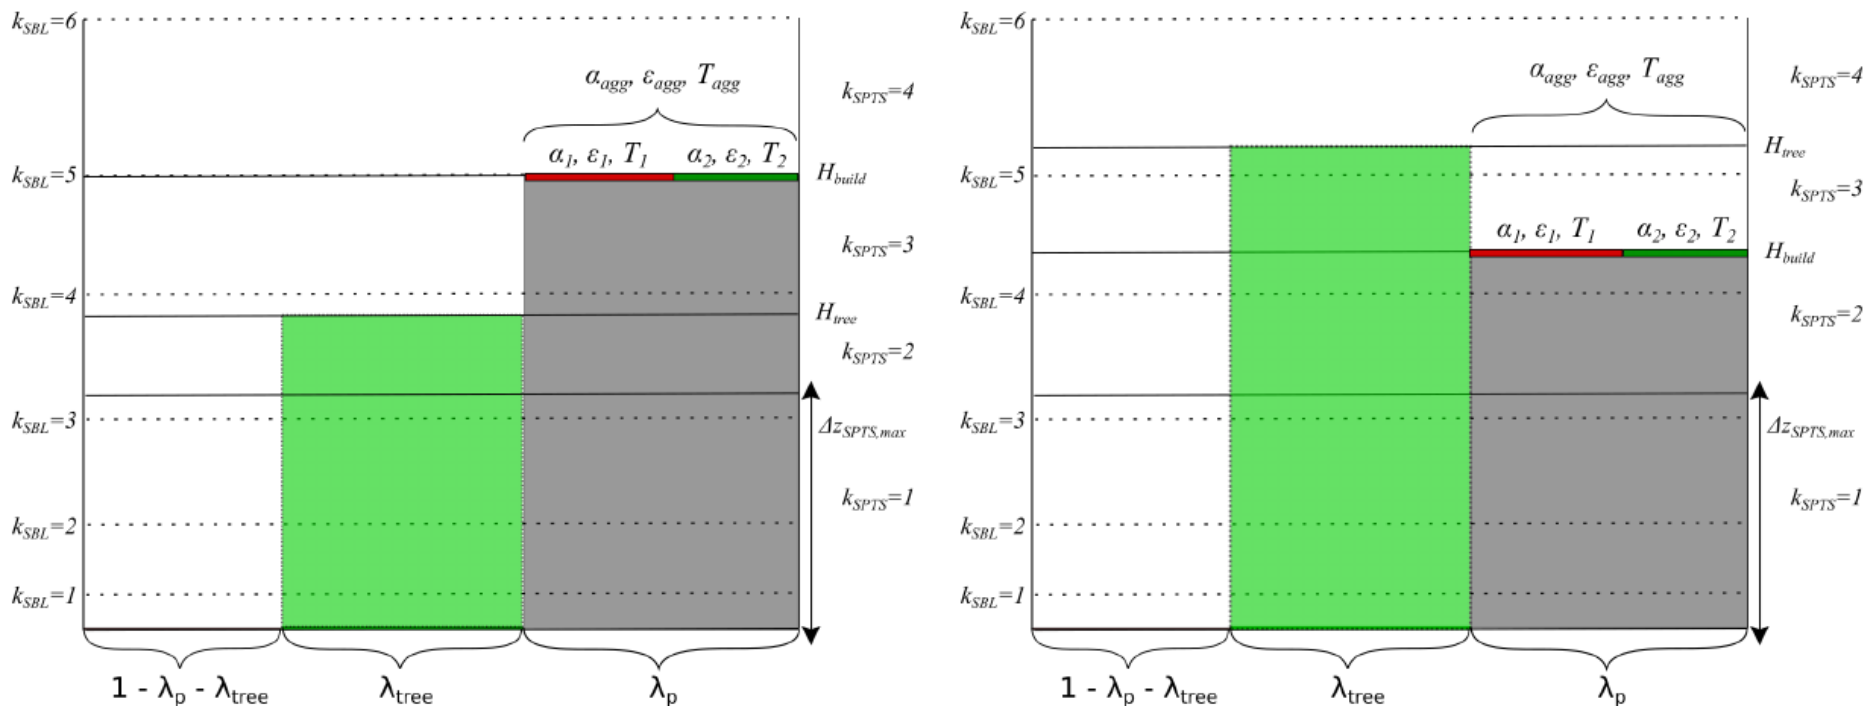 k_SBL=6
α_agg, ε_agg, T_agg
k_SPTS=4
α_1, ε_1, T_1
α_2, ε_2, T_2
k_SBL=5
H_build
k_SPTS=3
k_SBL=4
H_tree
k_SPTS=2
k_SBL=3
Δz_SPTS,max
k_SPTS=1
k_SBL=2
k_SBL=1
1 - λ_p - λ_tree
λ_tree
λ_p
k_SBL=6
α_agg, ε_agg, T_agg
k_SPTS=4
H_tree
k_SBL=5
k_SPTS=3
α_1, ε_1, T_1
α_2, ε_2, T_2
H_build
k_SBL=4
k_SPTS=2
k_SBL=3
Δz_SPTS,max
k_SPTS=1
k_SBL=2
k_SBL=1
1 - λ_p - λ_tree
λ_tree
λ_p